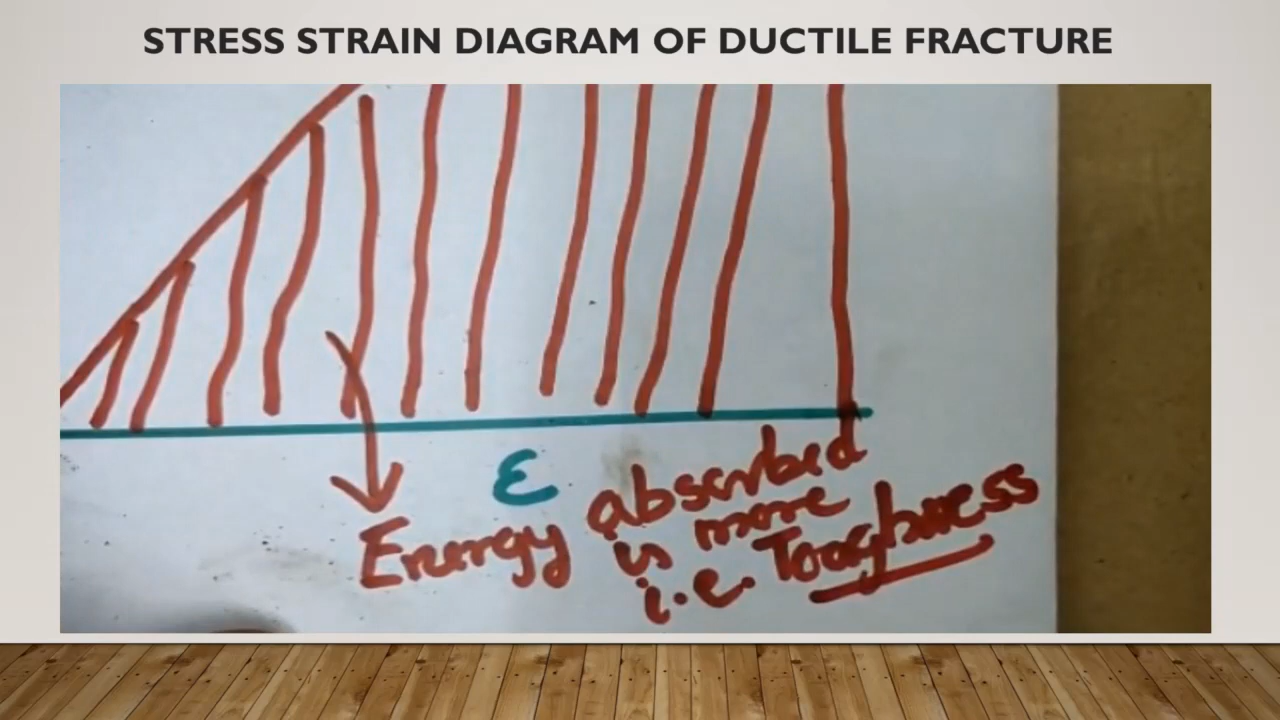 STRESS STRAIN DIAGRAM OF DUCTILE FRACTURE
ε
Energy absorbed
is more
i.e. Toughness